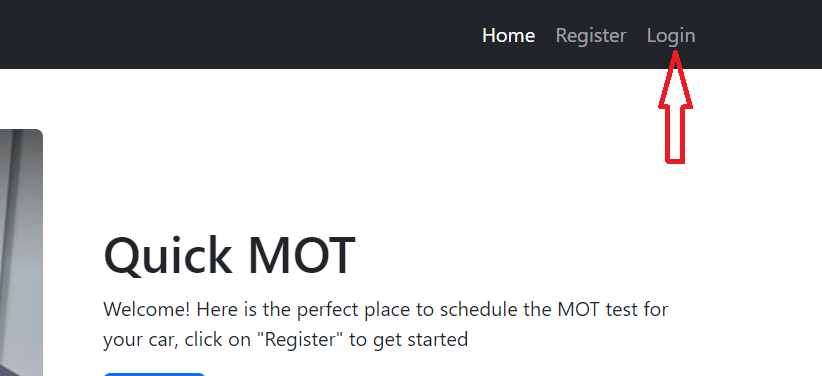 Home Register Login
Quick MOT
Welcome! Here is the perfect place to schedule the MOT test for
your car, click on "Register" to get started